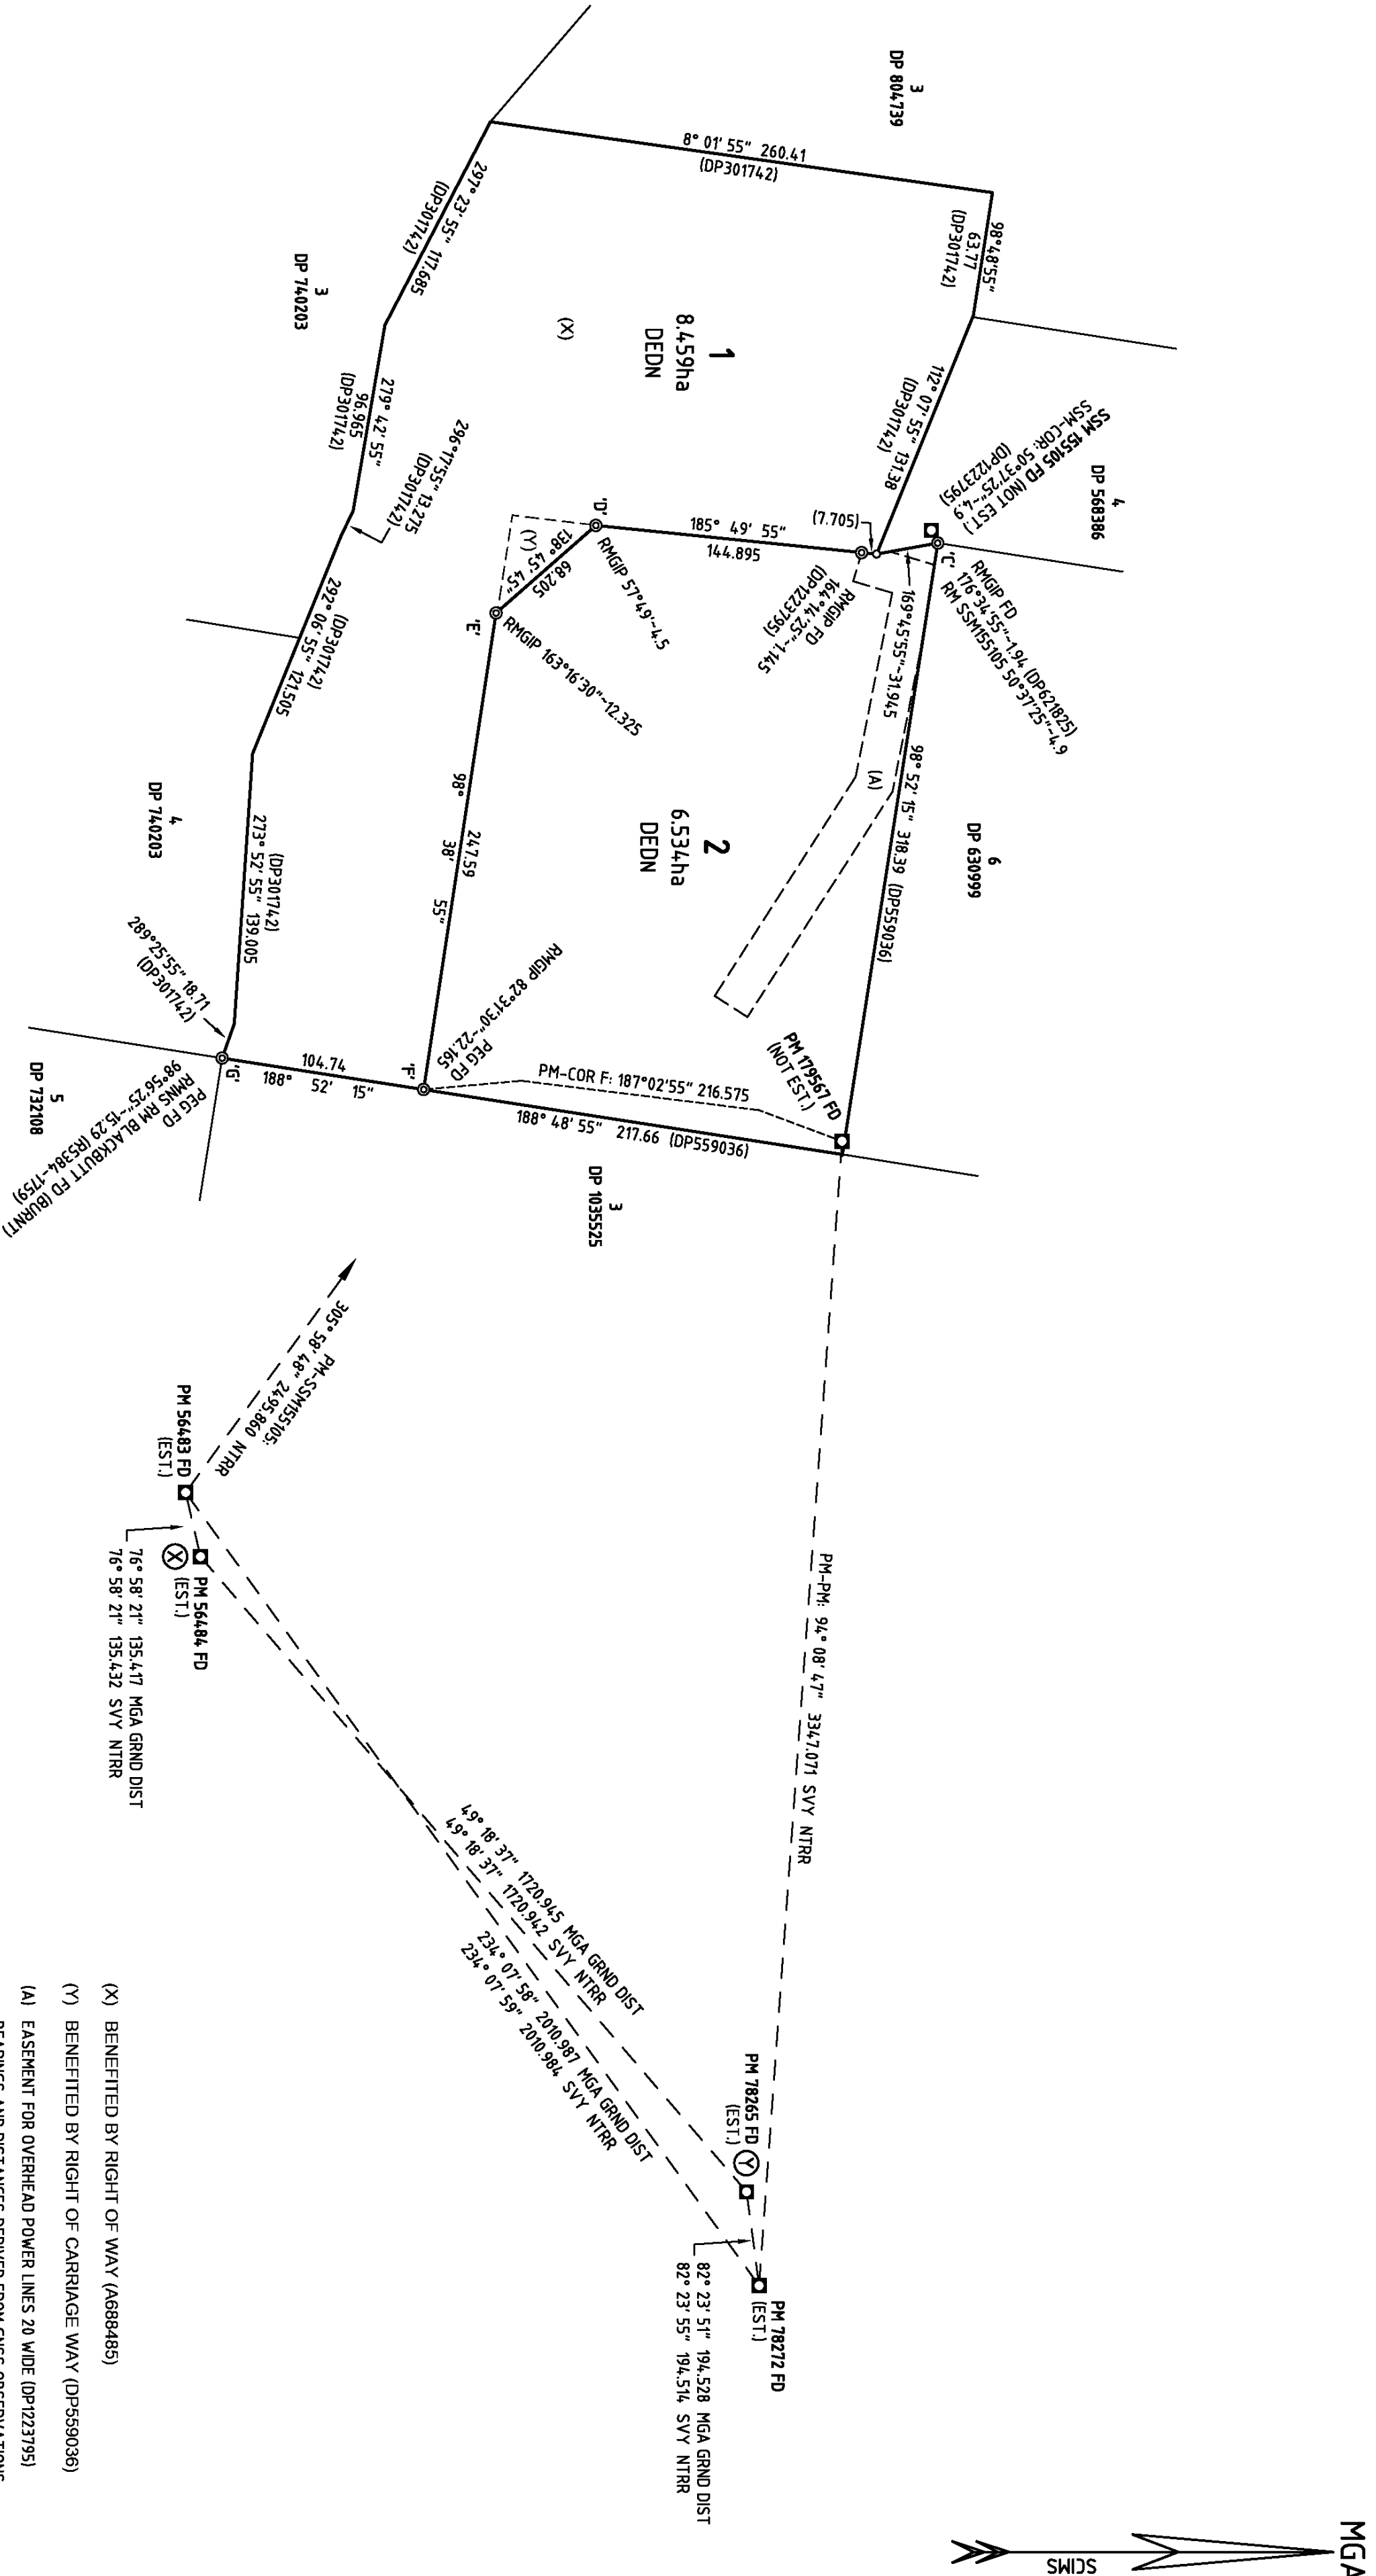 MGA
SCIMS
3
DP 804739
8° 01' 55" 260.41
(DP301742)
98°48'55"
63.77
(DP301742)
112° 07' 55" 131.38
(DP301742)
4
DP 568386
SSM 155105 FD (NOT EST.)
SSM-COR: 50°37'25"~4.9
(DP1223795)
'C'
RMGIP FD
176°34'55"~1.94 (DP621825)
RM SSM155105 50°37'25"~4.9
(7.705)
169°45'55"~31.945
RMGIP FD
164°14'25"~1.145
(DP1223795)
185° 49' 55"
144.895
'D'
RMGIP 57°49'~4.5
138° 45' 45"
68.205
(Y)
'E'
RMGIP 163°16'30"~12.325
98° 52' 15" 318.39 (DP559036)
6
DP 630999
(A)
1
8.459ha
DEDN
(X)
2
6.534ha
DEDN
247.59
98° 38' 55"
297° 23' 55" 117.685
(DP301742)
3
DP 740203
279° 42' 55"
96.965
(DP301742)
296°17'55" 13.275
(DP301742)
(DP301742)
292° 06' 55" 121.505
4
DP 740203
(DP301742)
273° 52' 55" 139.005
289°25'55" 18.71
(DP301742)
5
DP 732108
'G'
PEG FD
RMNS RM BLACKBUTT FD (BURNT)
98°56'25"~15.29 (R5384-1759)
104.74
188° 52' 15"
'F'
PEG FD
RMGIP 82°31'30"~22.165
PM-COR F: 187°02'55" 216.575
188° 48' 55" 217.66 (DP559036)
PM 179567 FD
(NOT EST.)
3
DP 1035525
PM-PM: 94° 08' 47" 3347.071 SVY NTRR
PM-SSM155105:
305° 58' 48" 2495.860 NTRR
PM 56483 FD
(EST.)
PM 56484 FD
(EST.)
X
76° 58' 21" 135.417 MGA GRND DIST
76° 58' 21" 135.432 SVY NTRR
49° 18' 37" 1720.945 MGA GRND DIST
49° 18' 37" 1720.942 SVY NTRR
234° 07' 58" 2010.987 MGA GRND DIST
234° 07' 59" 2010.984 SVY NTRR
PM 78265 FD
(EST.)
Y
PM 78272 FD
(EST.)
82° 23' 51" 194.528 MGA GRND DIST
82° 23' 55" 194.514 SVY NTRR
(X) BENEFITED BY RIGHT OF WAY (A688485)
(Y) BENEFITED BY RIGHT OF CARRIAGE WAY (DP559036)
(A) EASEMENT FOR OVERHEAD POWER LINES 20 WIDE (DP1223795)
BEARINGS AND DISTANCES DERIVED FROM GNSS OBSERVATIONS